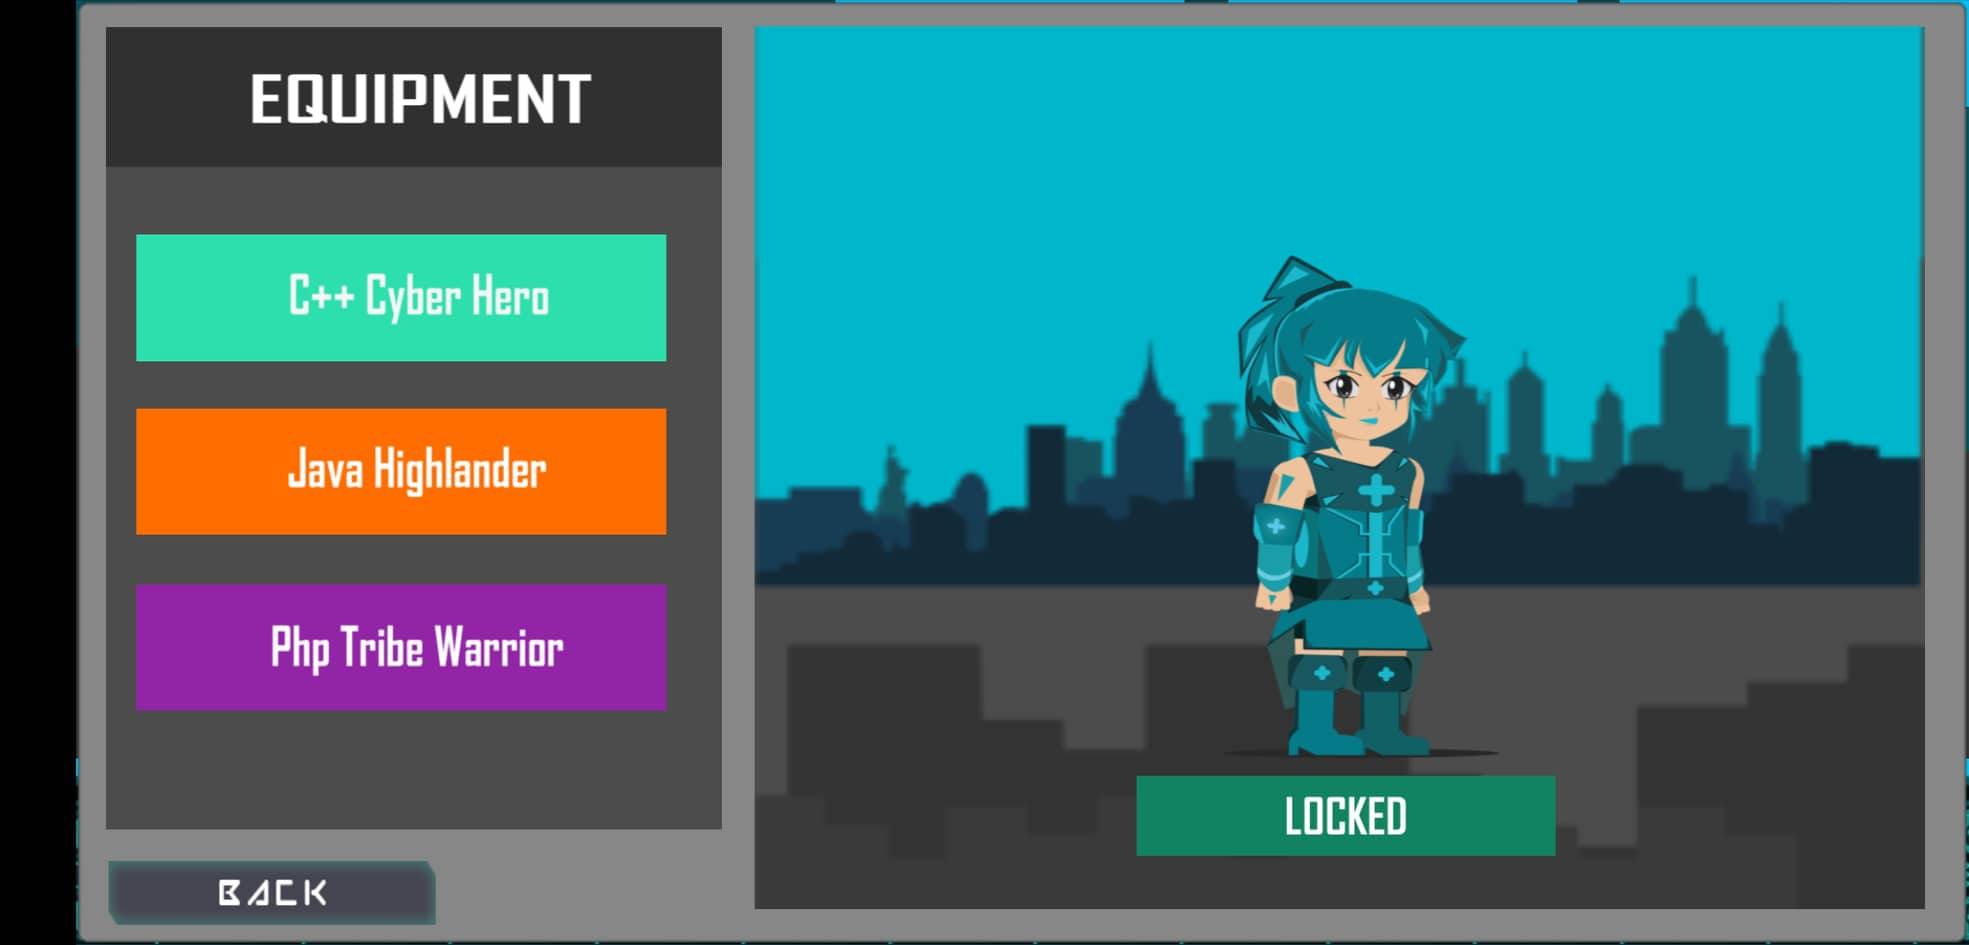 EQUIPMENT
C++ Cyber Hero
Java Highlander
Php Tribe Warrior
BACK
LOCKED